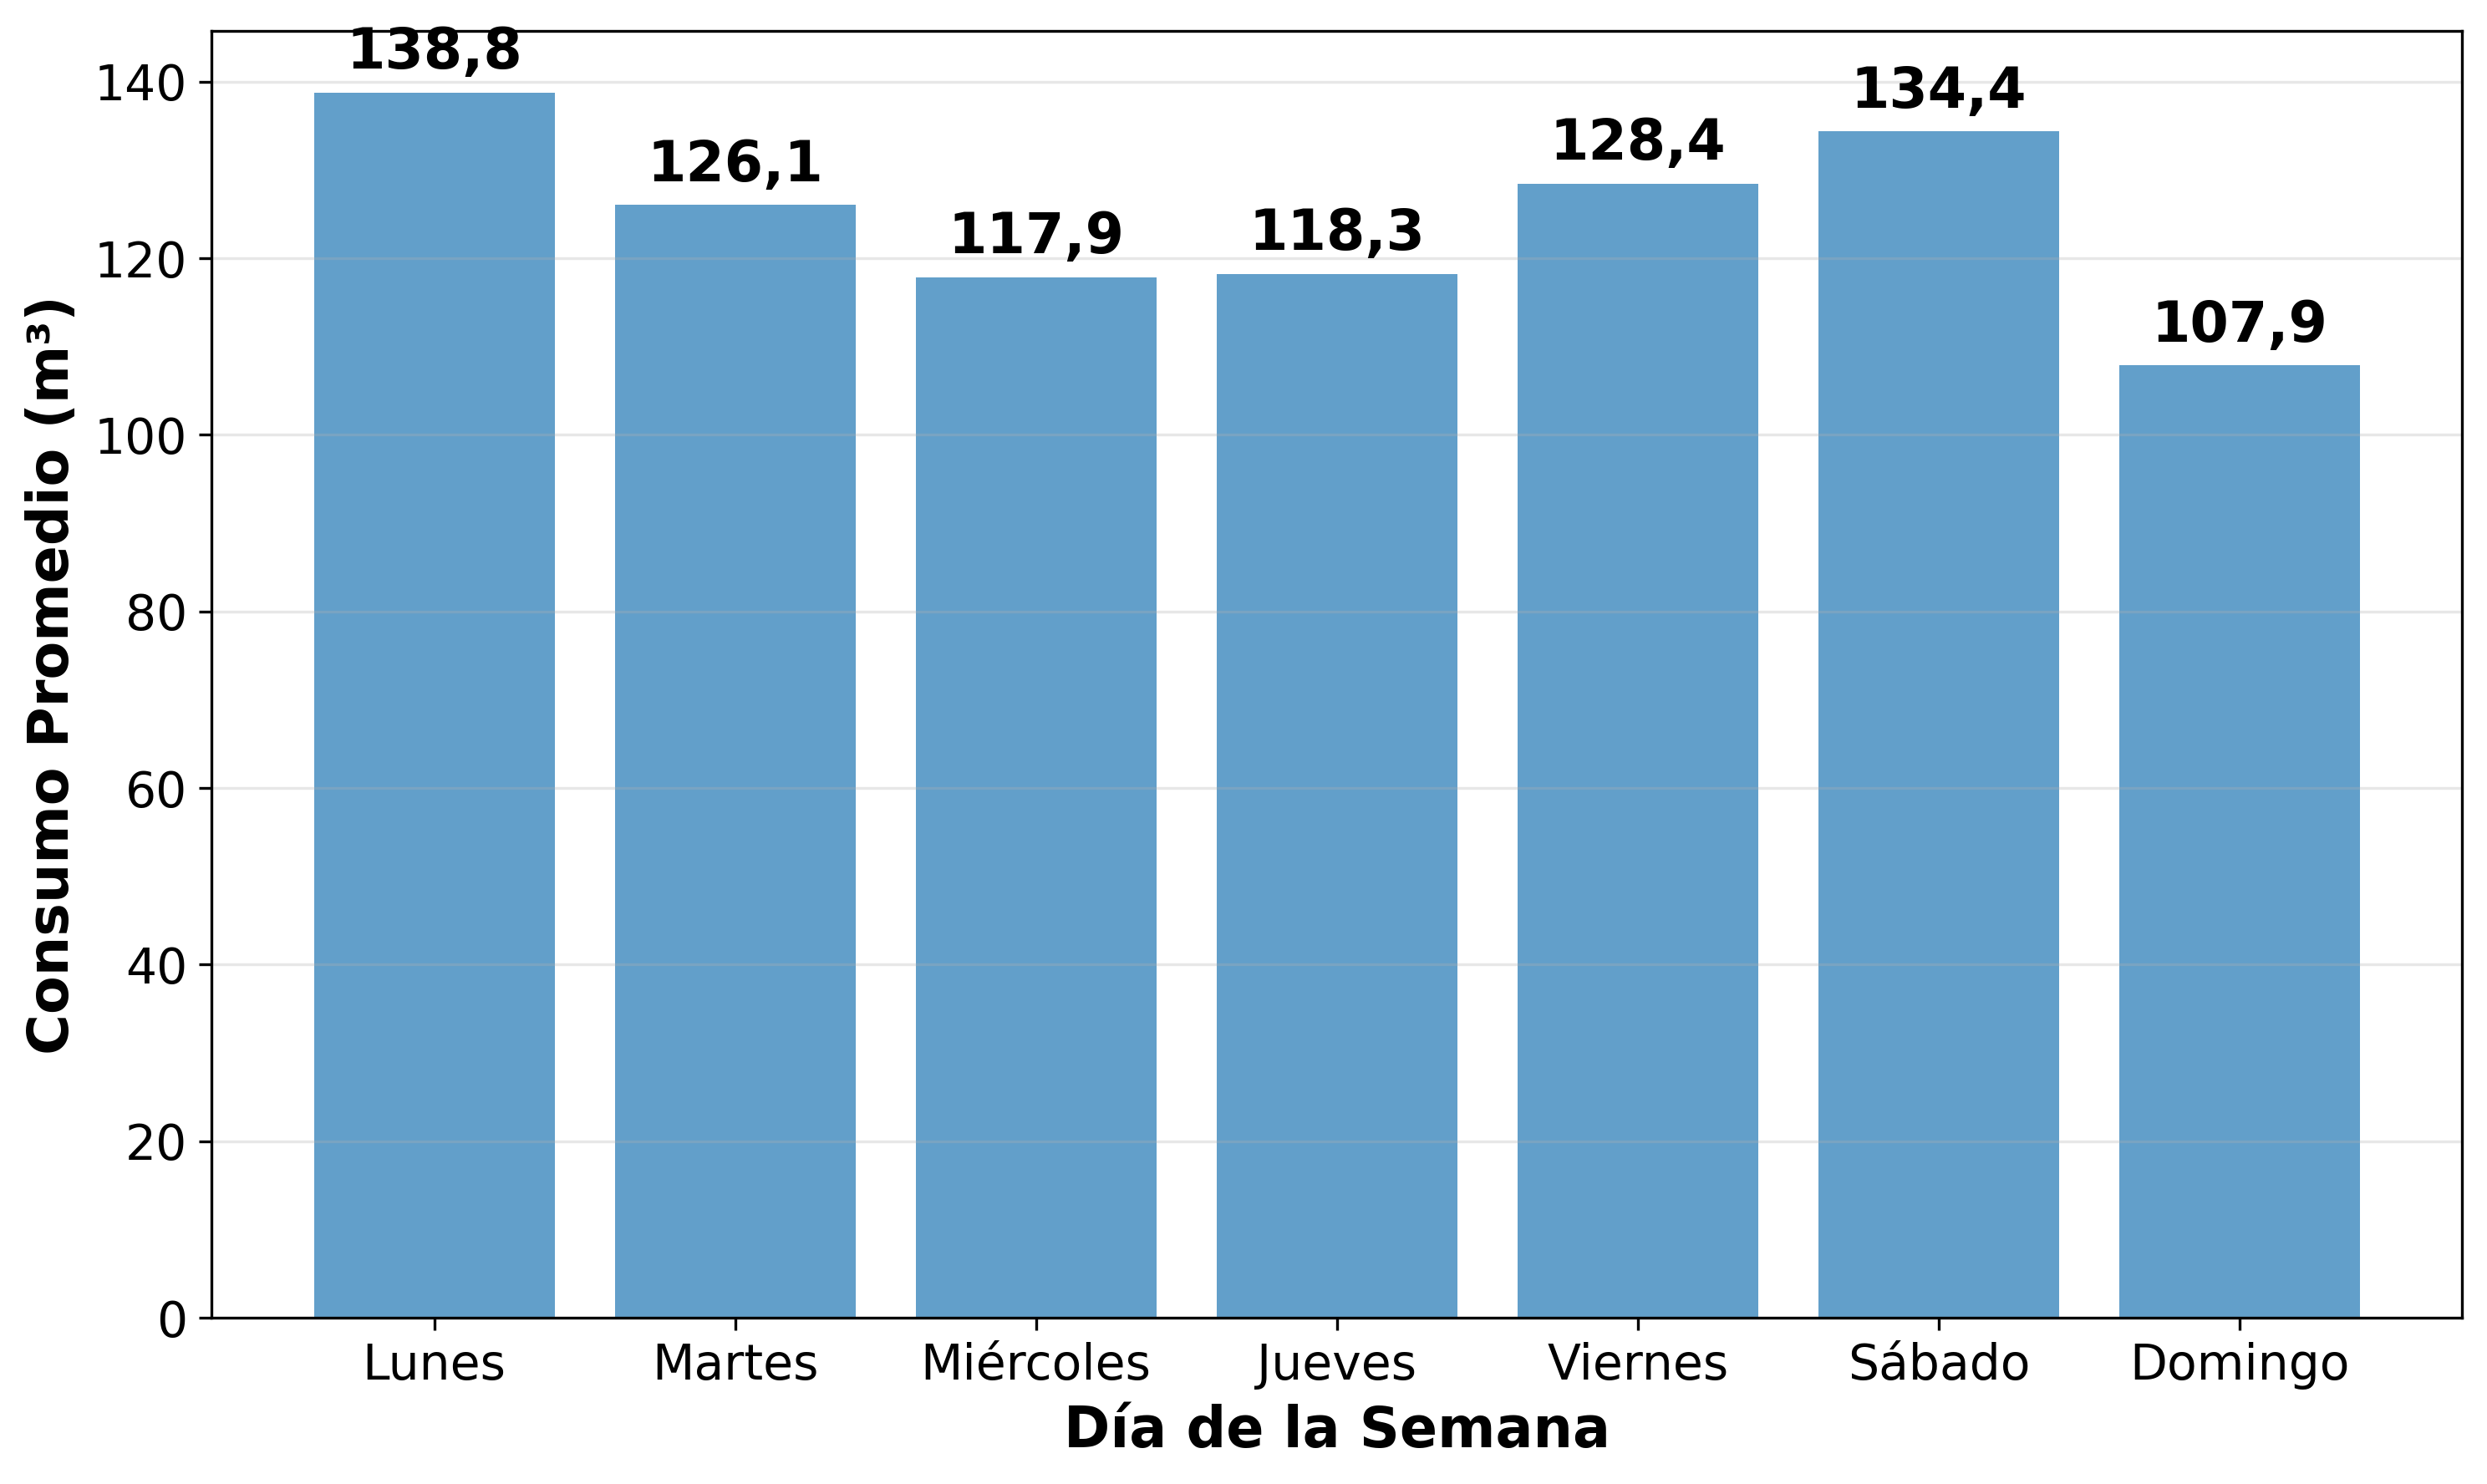 138,8
126,1
117,9
118,3
128,4
134,4
107,9
140
120
100
80
60
40
20
0
Consumo Promedio (m³)
Lunes
Martes
Miércoles
Jueves
Viernes
Sábado
Domingo
Día de la Semana